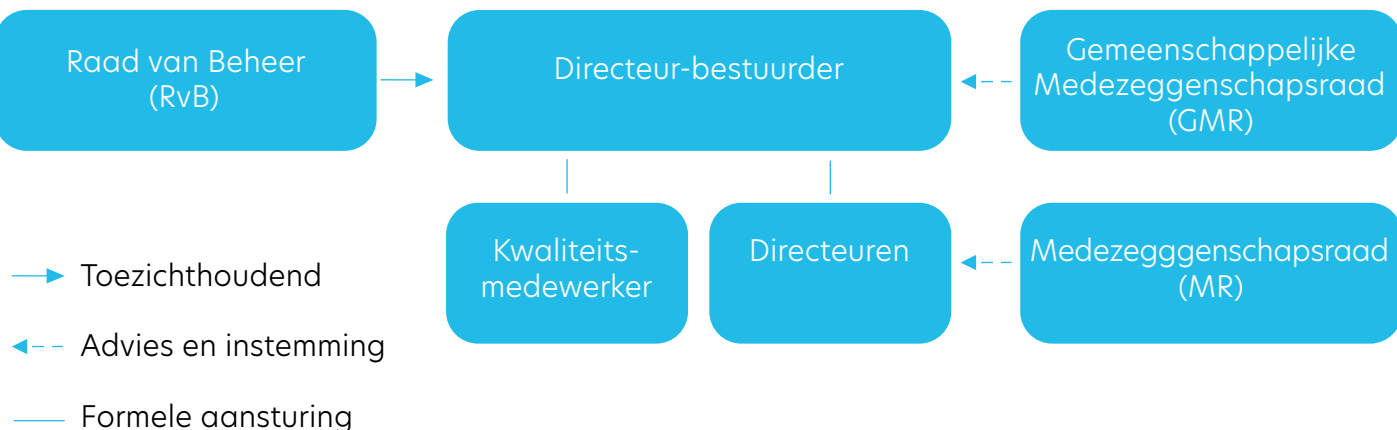 Raad van Beheer
(RvB)
Directeur-bestuurder
Gemeenschappelijke
Medezeggenschapsraad
(GMR)
Kwaliteits-
medewerker
Directeuren
Medezegggenschapsraad
(MR)
Toezichthoudend
Advies en instemming
Formele aansturing